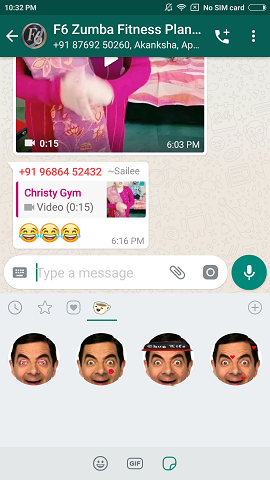 10:32 PM
No SIM card
F6 Zumba Fitness Plan...
+91 87692 50260, Akanksha, Ap...
0:15
6:03 PM
+91 96864 52432 ~Sailee
Christy Gym
Video (0:15)
😂😂😂
6:16 PM
Type a message
GIF